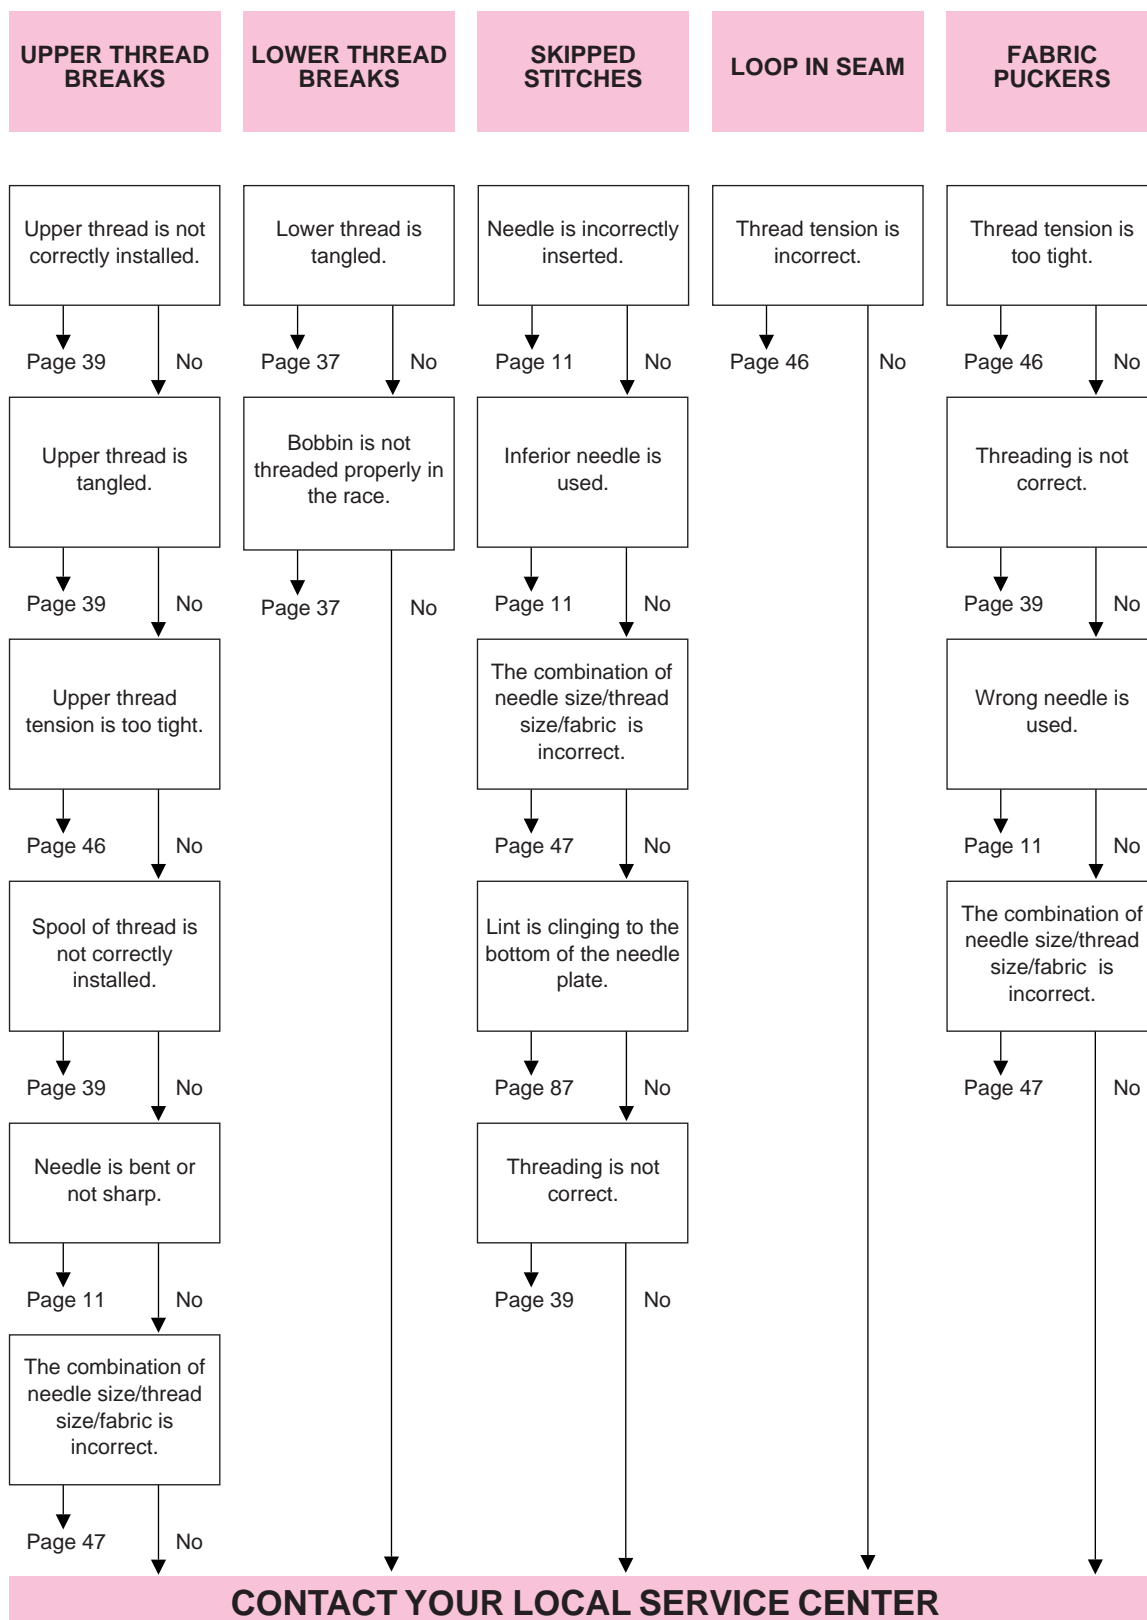 UPPER THREAD
BREAKS
LOWER THREAD
BREAKS
SKIPPED
STITCHES
LOOP IN SEAM
FABRIC
PUCKERS
Upper thread is not
correctly installed.
Page 39
No
Upper thread is
tangled.
Page 39
No
Upper thread
tension is too tight.
Page 46
No
Spool of thread is
not correctly
installed.
Page 39
No
Needle is bent or
not sharp.
Page 11
No
The combination of
needle size/thread
size/fabric is
incorrect.
Page 47
No
Lower thread is
tangled.
Page 37
No
Bobbin is not
threaded properly in
the race.
Page 37
No
Needle is incorrectly
inserted.
Page 11
No
Inferior needle is
used.
Page 11
No
The combination of
needle size/thread
size/fabric is
incorrect.
Page 47
No
Lint is clinging to the
bottom of the needle
plate.
Page 87
No
Threading is not
correct.
Page 39
No
Thread tension is
incorrect.
Page 46
No
Thread tension is
too tight.
Page 46
No
Threading is not
correct.
Page 39
No
Wrong needle is
used.
Page 11
No
The combination of
needle size/thread
size/fabric is
incorrect.
Page 47
No
CONTACT YOUR LOCAL SERVICE CENTER